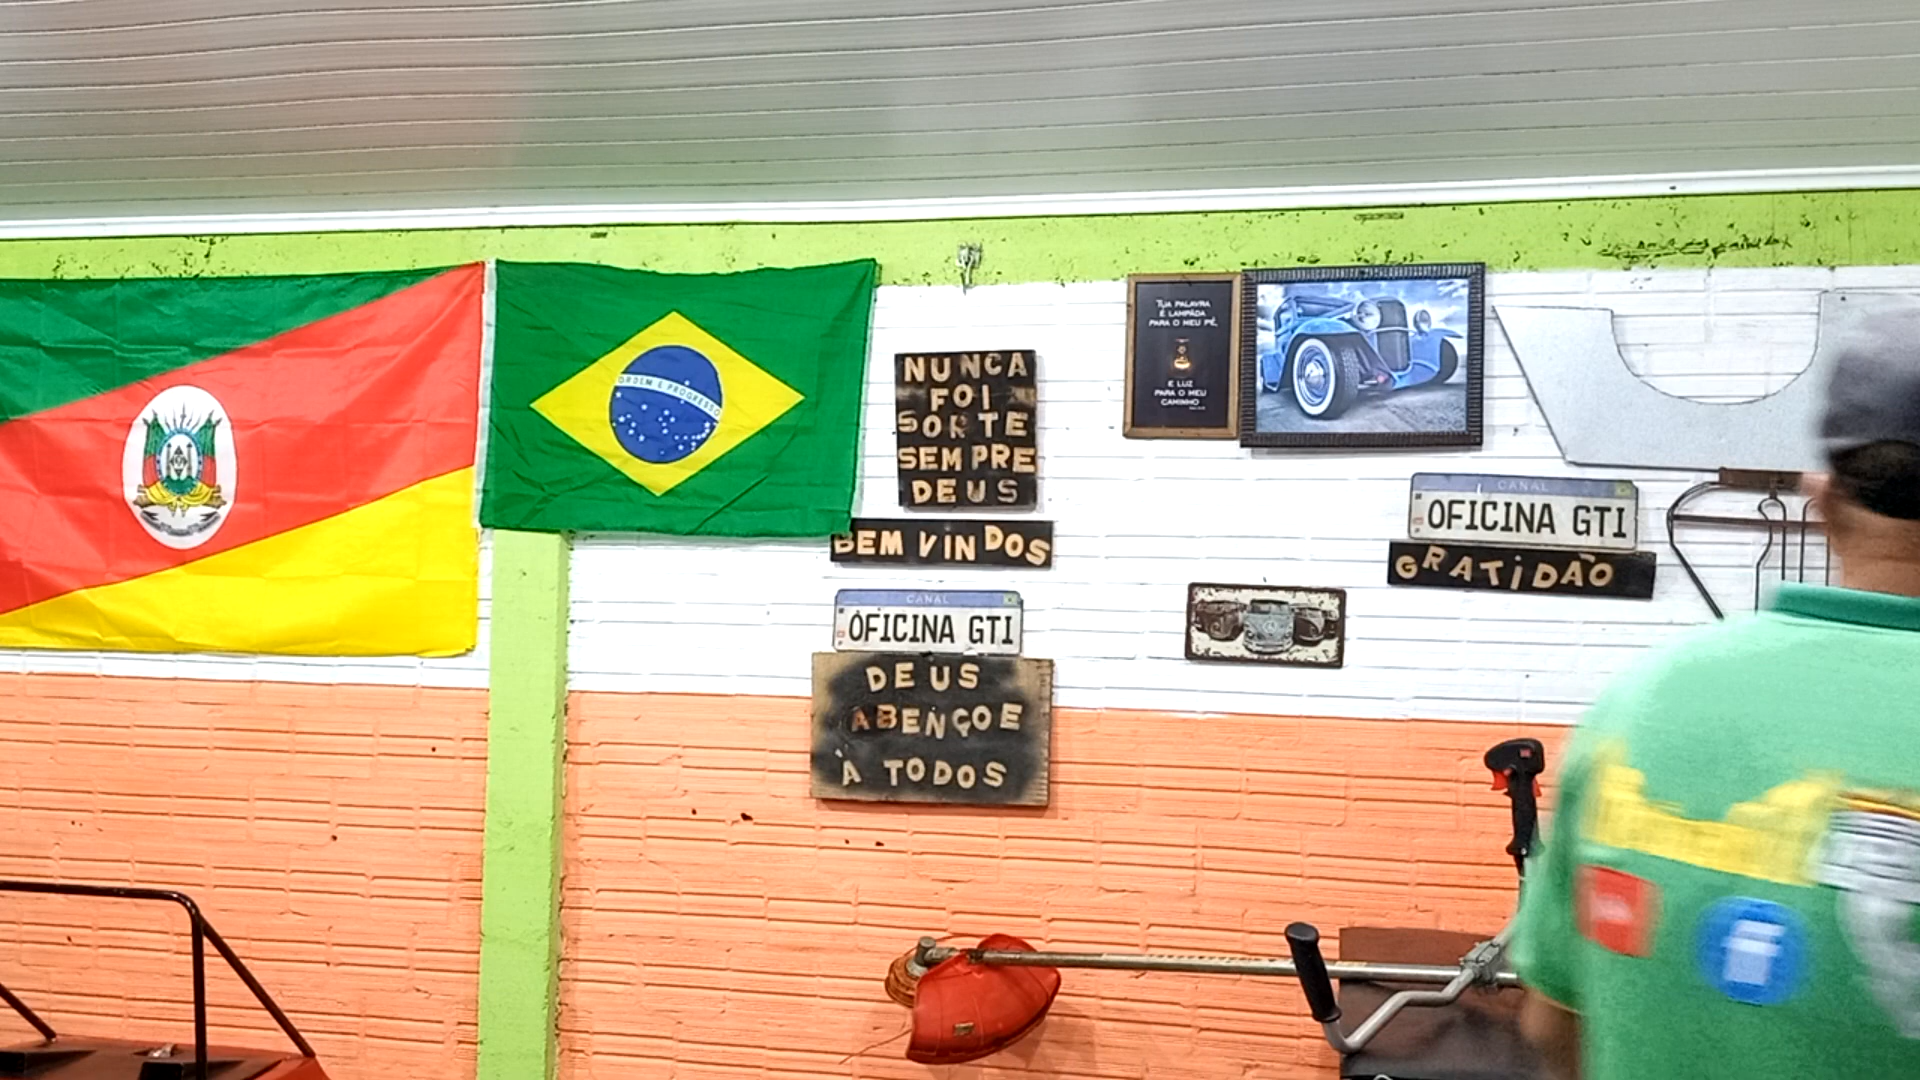 ORDEM E PROGRESSO
NUNCA
FOI
SORTE
SEMPRE
DEUS
BEM VINDOS
CANAL
OFICINA GTI
DEUS
ABENÇOE
À TODOS
TUA PALAVRA
É LAMPÂDA
PARA O MEU PÉ,
E LUZ
PARA O MEU
CAMINHO
CANAL
OFICINA GTI
GRATIDÃO